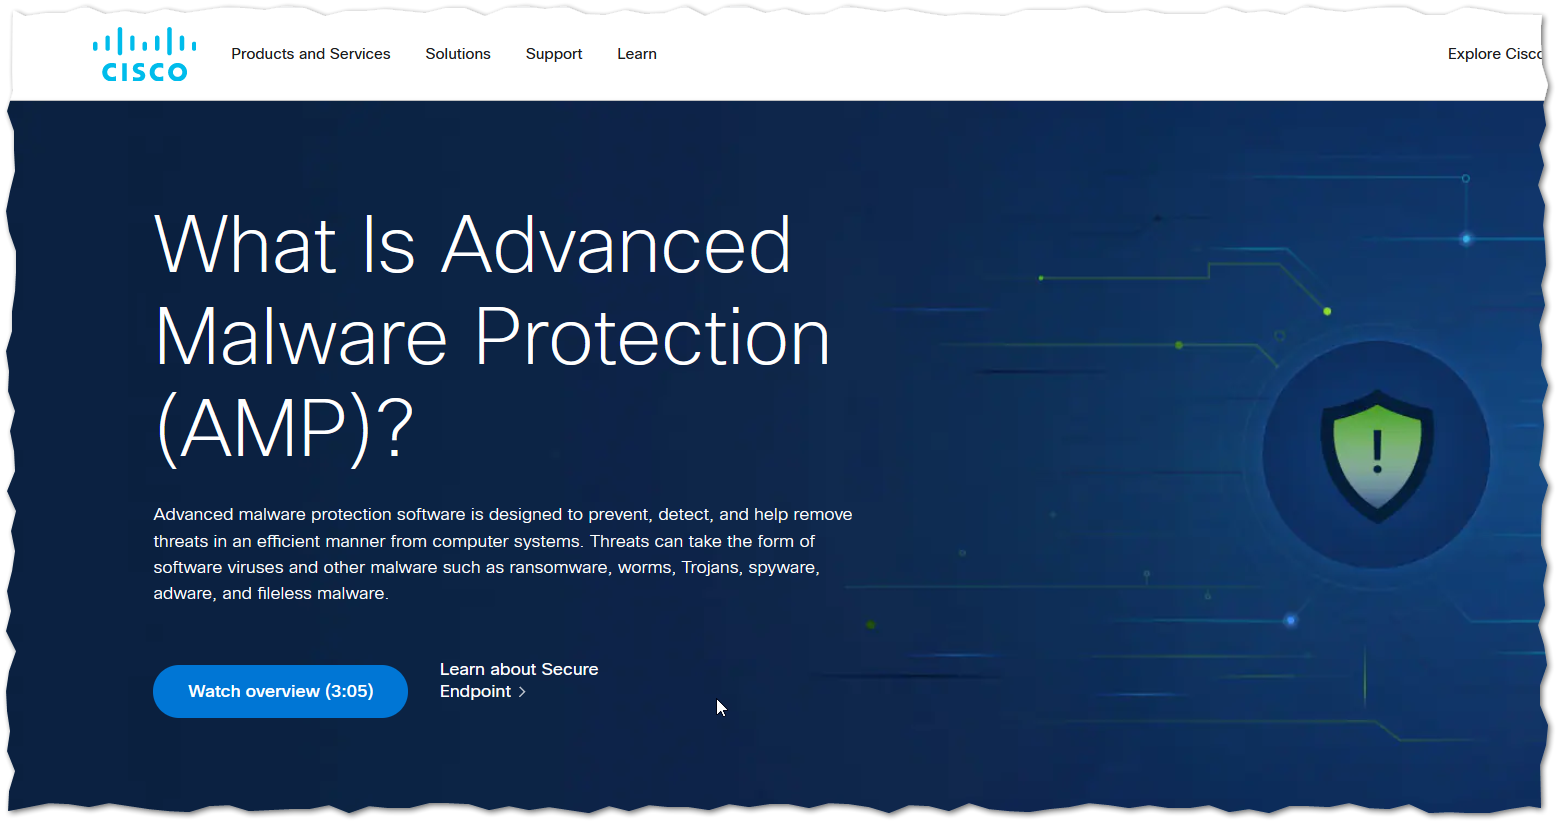 CISCO
Products and Services
Solutions
Support
Learn
Explore Cisco
What Is Advanced
Malware Protection
(AMP)?
Advanced malware protection software is designed to prevent, detect, and help remove
threats in an efficient manner from computer systems. Threats can take the form of
software viruses and other malware such as ransomware, worms, Trojans, spyware,
adware, and fileless malware.
Watch overview (3:05)
Learn about Secure
Endpoint >
!